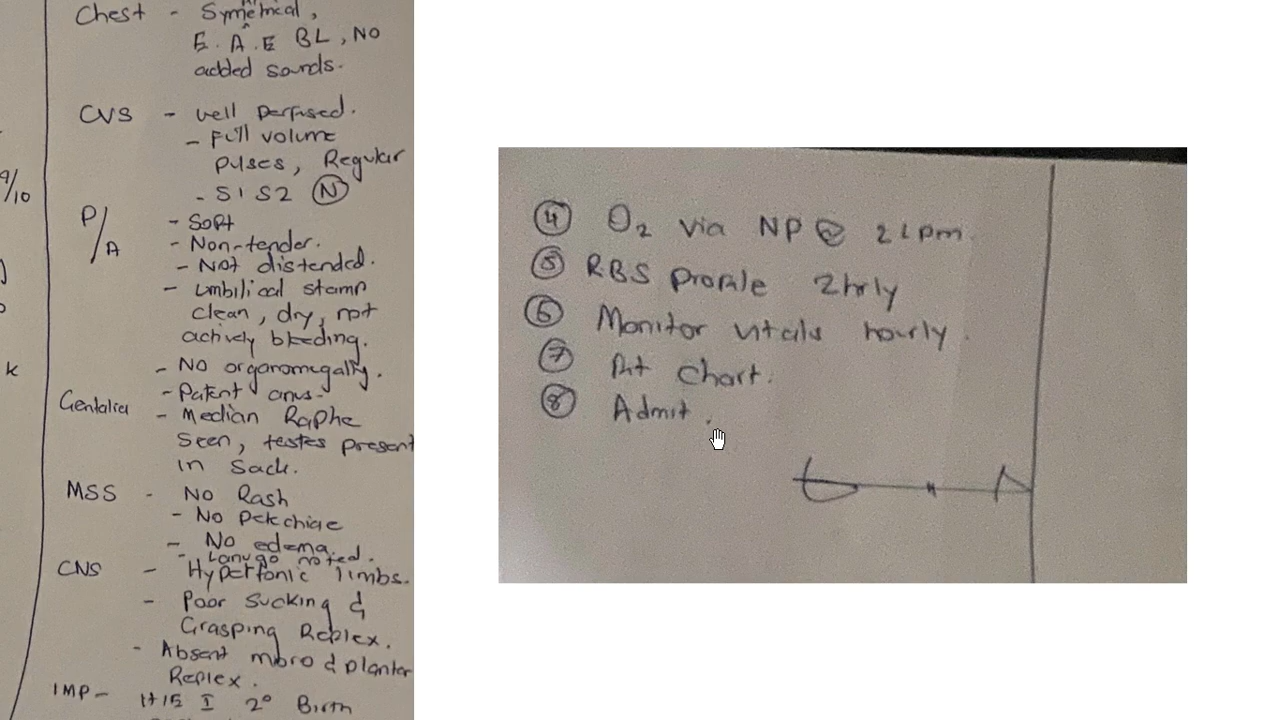 Chest - Symetrical,
E.A.E BL, NO
added sounds.
CVS - well perfused.
- Full volume
pulses, Regular
- S1 S2 (N)
9/10
P/A - Soft
- Non-tender.
- Not distended.
- Umbilical stamp
clean, dry, not
actively bleeding.
k
- NO organomegally.
- Patent anus.
Gentalia - Median Raphe
seen, testes present
in Sack.
MSS - No Rash
- No petechiae
- No edema.
- Lanugo noted.
CNS - Hypertonic limbs.
- Poor sucking &
Grasping Reflex.
- Absent moro & planter
Reflex.
IMP - HIE I 2° Birth
④ O2 via NP @ 2Lpm.
⑤ RBS Profile 2hrly
⑥ Monitor vitals hourly.
⑦ chart.
⑧ Admit.